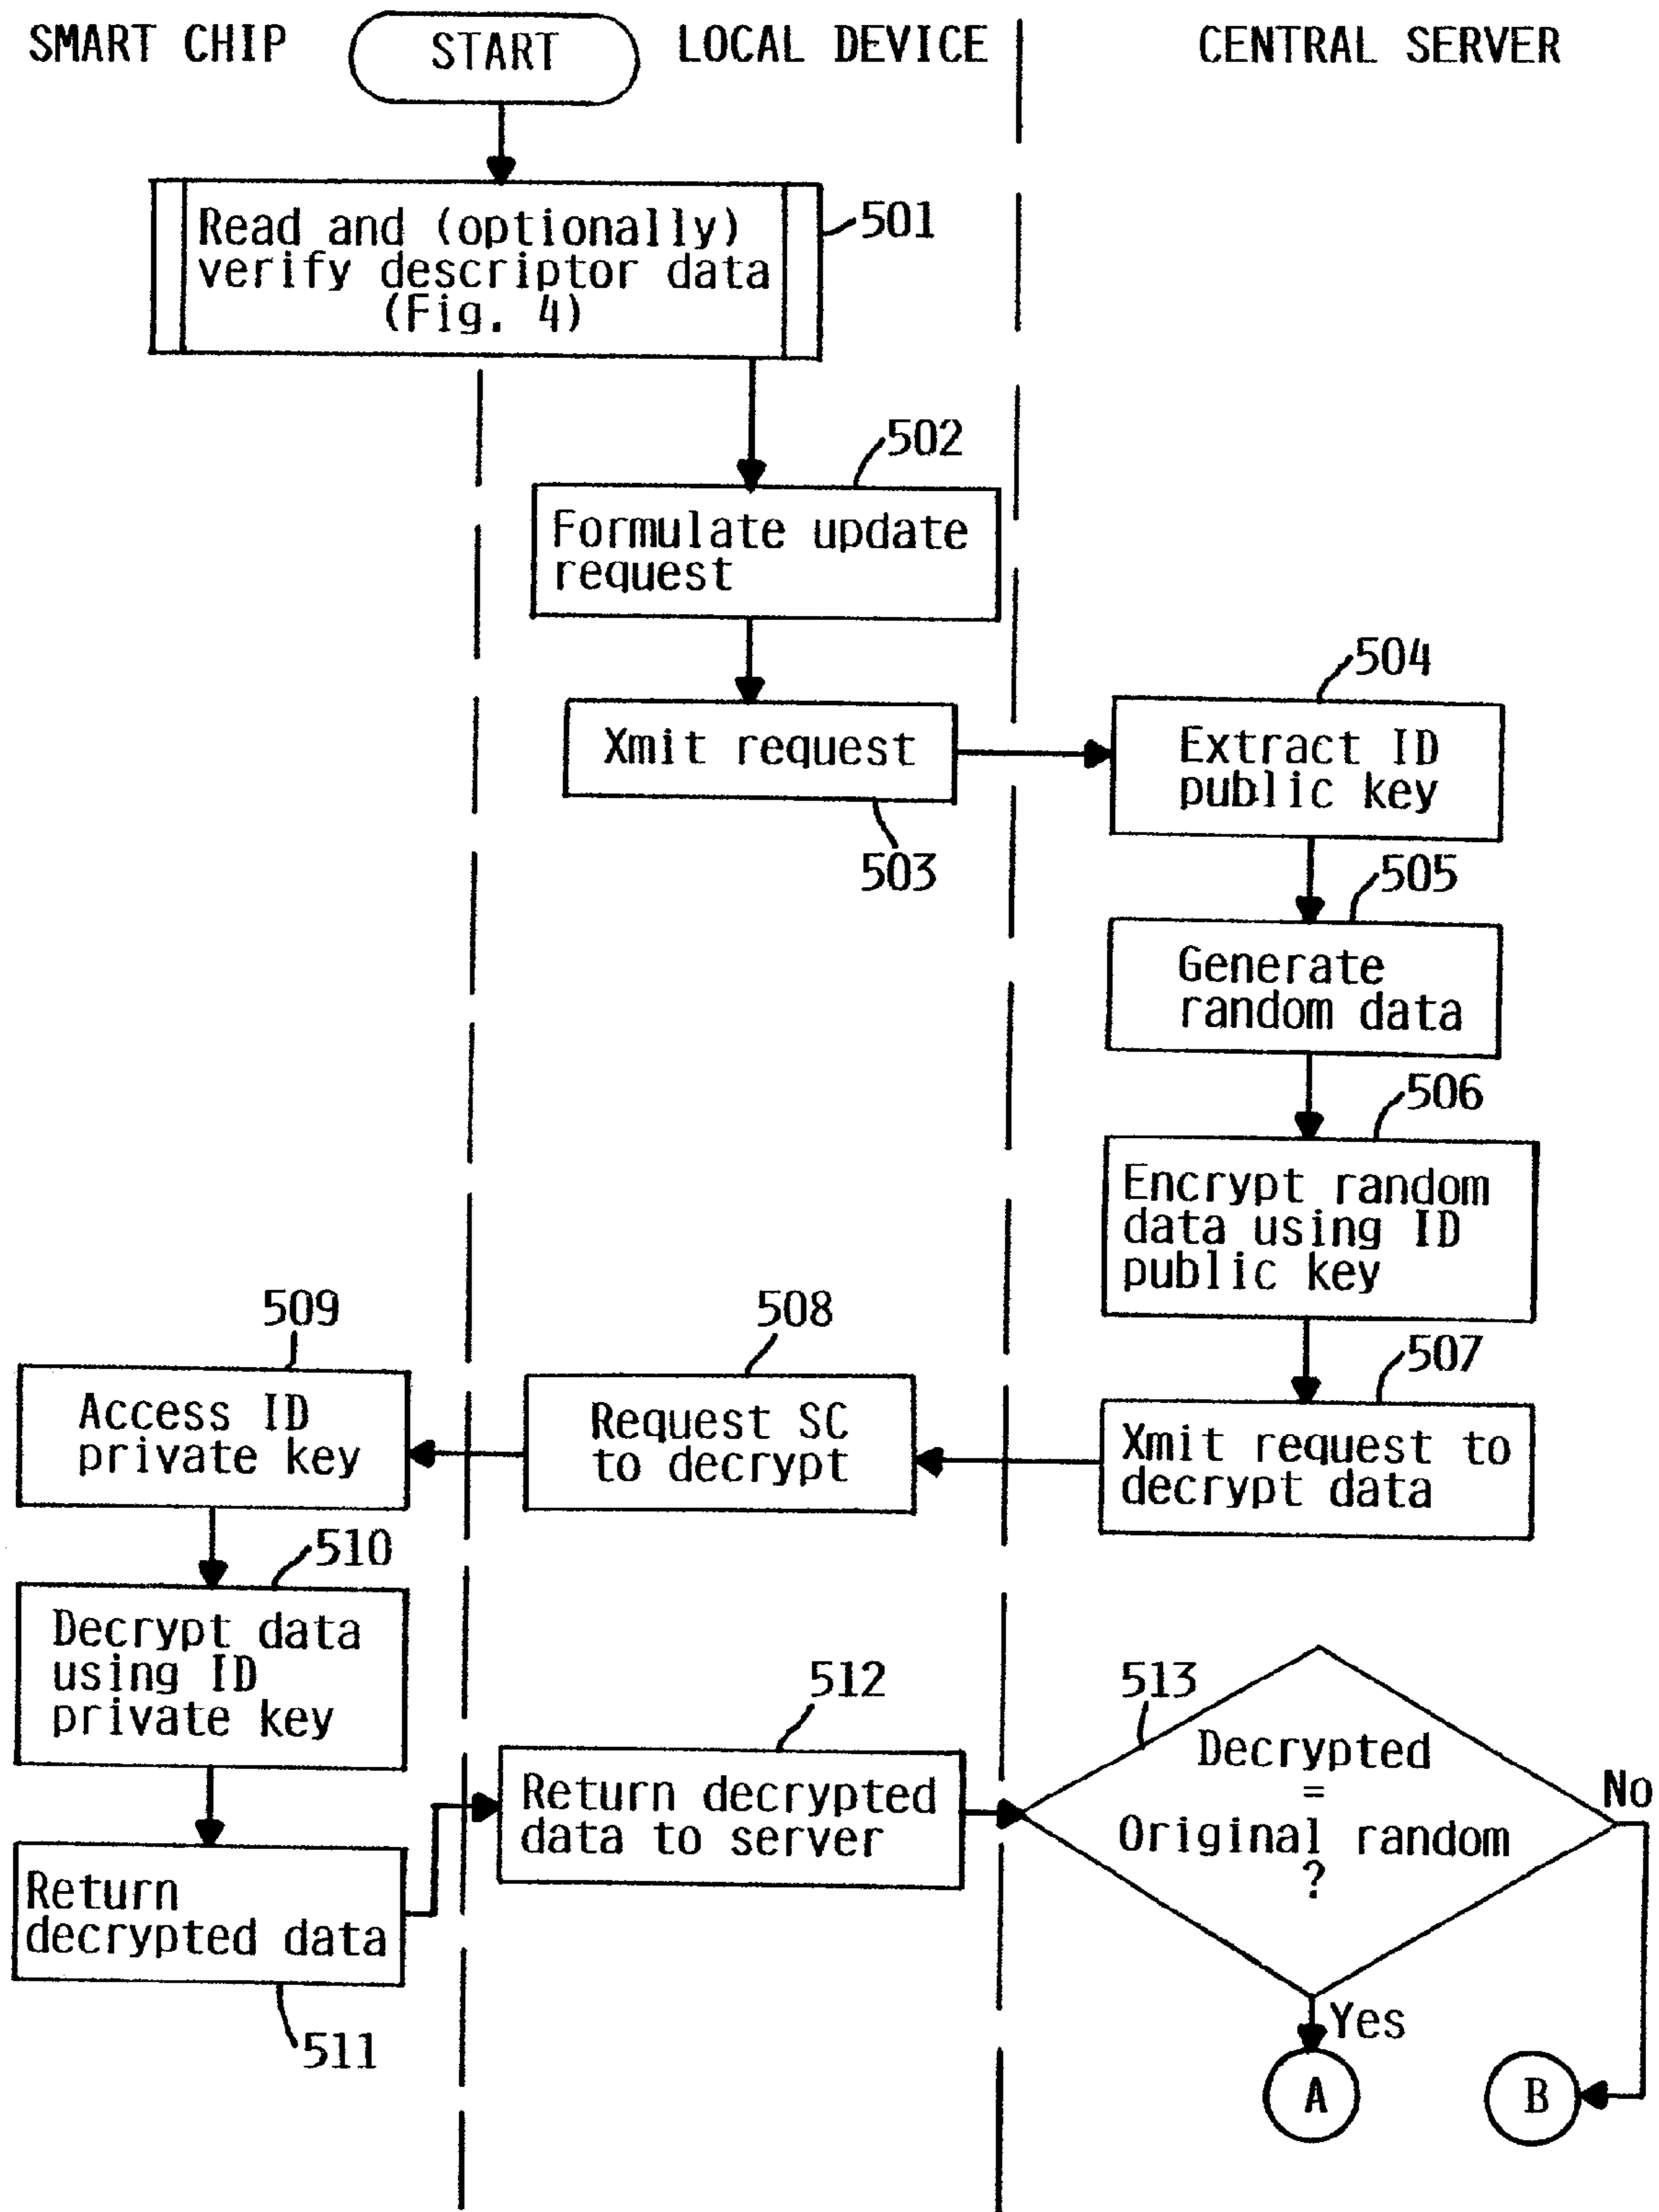 SMART CHIP
START
LOCAL DEVICE
CENTRAL SERVER
Read and (optionally)
verify descriptor data
(Fig. 4)
501
502
Formulate update
request
Xmit request
503
504
Extract ID
public key
505
Generate
random data
506
Encrypt random
data using ID
public key
507
Xmit request to
decrypt data
508
Request SC
to decrypt
509
Access ID
private key
510
Decrypt data
using ID
private key
Return
decrypted data
511
512
Return decrypted
data to server
513
Decrypted
=
Original random
?
No
Yes
A
B